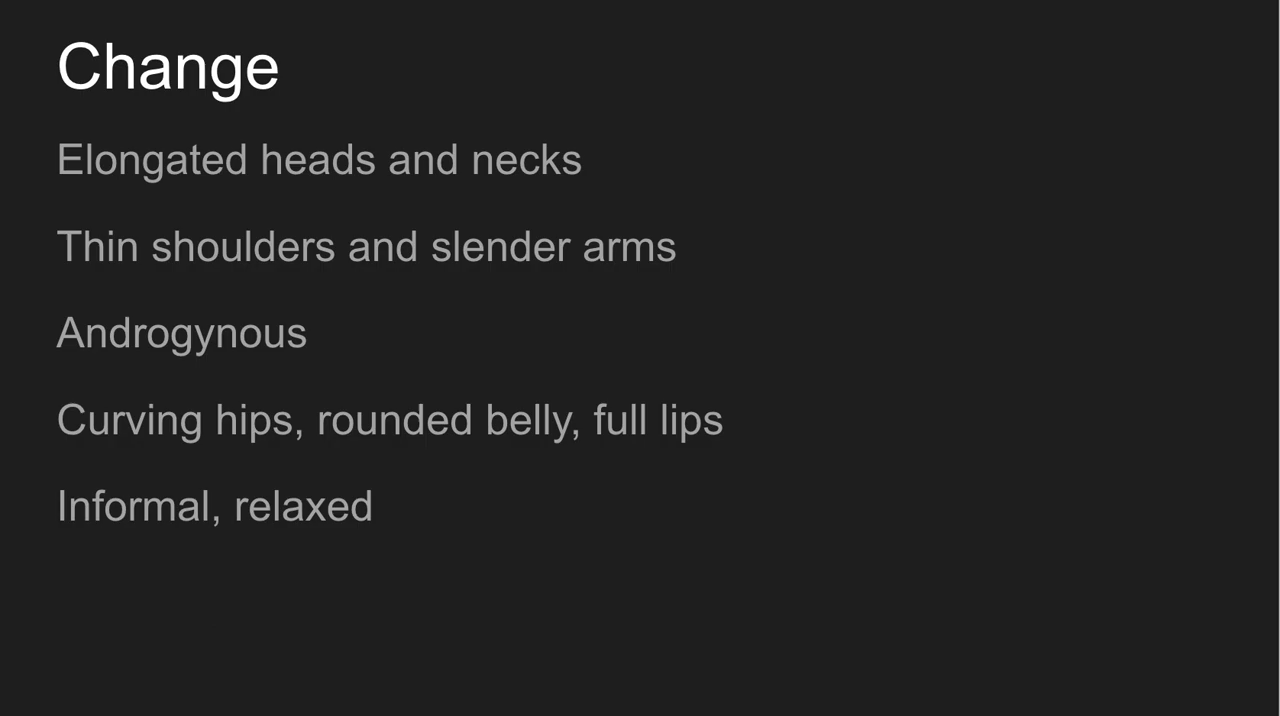 Change
Elongated heads and necks
Thin shoulders and slender arms
Androgynous
Curving hips, rounded belly, full lips
Informal, relaxed